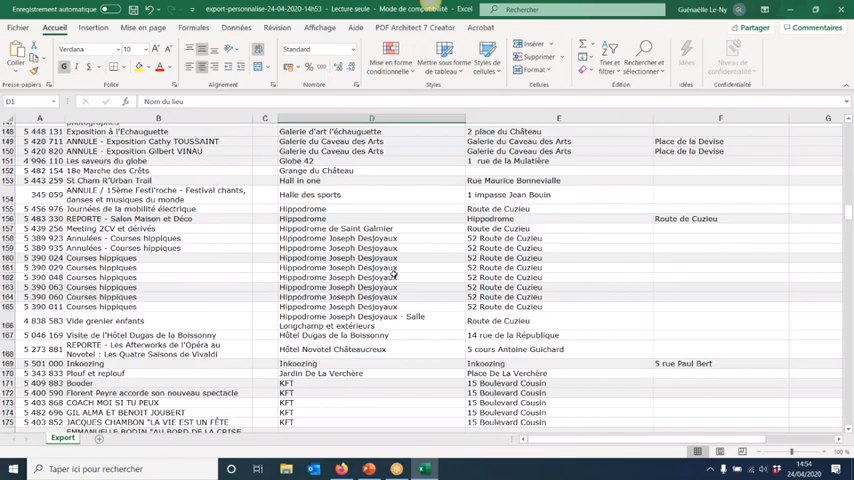 Enregistrement automatique
export-personnalise-24-04-2020-14h53 - Lecture seule - Mode de compatibilité - Excel
Rechercher
Guénaëlle Le-Ny
GL
Fichier Accueil Insertion Mise en page Formules Données Révision Affichage Aide PDF Architect 7 Creator Acrobat
Partager
Commentaires
Coller
Verdana
10
Standard
Mise en forme conditionnelle
Mettre sous forme de tableau
Styles de cellules
Insérer
Supprimer
Format
Trier et filtrer
Rechercher et sélectionner
Idées
Niveau de confidentialité
Presse-papiers
Police
Alignement
Nombre
Styles
Cellules
Édition
Idées
Confidentialité
D1
Nom du lieu
A B C D E F G
147 photographes
148 5 448 131 Exposition à l'Echauguette Galerie d'art l'échauguette 2 place du Château
149 5 420 711 ANNULE - Exposition Cathy TOUSSAINT Galerie du Caveau des Arts Galerie du Caveau des Arts Place de la Devise
150 5 420 811 ANNULE - Exposition Gilbert VINAU Galerie du Caveau des Arts Galerie du Caveau des Arts Place de la Devise
151 4 996 110 Les saveurs du globe Globe 42 1 rue de la Mulatière
152 5 482 154 18e Marche des Crêts Grange du Château
153 5 443 259 St Cham R'Urban Trail Hall in one Rue Maurice Bonnevialle
ANNULE / 15ème Festi'roche - Festival chants,
154 345 059 danses et musiques du monde Halle des sports 1 impasse Jean Bouin
155 5 456 976 Journées de la mobilité électrique Hippodrome Route de Cuzieu
156 5 483 330 REPORTE - Salon Maison et Déco Hippodrome Hippodrome Route de Cuzieu
157 5 439 256 Meeting 2CV et dérivés Hippodrome de Saint Galmier Route de Cuzieu
158 5 389 923 Annulées - Courses hippiques Hippodrome Joseph Desjoyaux 52 Route de Cuzieu
159 5 389 935 Annulées - Courses hippiques Hippodrome Joseph Desjoyaux 52 Route de Cuzieu
160 5 390 024 Courses hippiques Hippodrome Joseph Desjoyaux 52 Route de Cuzieu
161 5 390 029 Courses hippiques Hippodrome Joseph Desjoyaux 52 Route de Cuzieu
162 5 390 048 Courses hippiques Hippodrome Joseph Desjoyaux 52 Route de Cuzieu
163 5 390 063 Courses hippiques Hippodrome Joseph Desjoyaux 52 Route de Cuzieu
164 5 390 060 Courses hippiques Hippodrome Joseph Desjoyaux 52 Route de Cuzieu
165 5 390 011 Courses hippiques Hippodrome Joseph Desjoyaux 52 Route de Cuzieu
166 4 838 583 Vide grenier enfants Hippodrome Joseph Desjoyaux - Salle Longchamp et extérieurs Route de Cuzieu
167 5 046 169 Visite de l'Hôtel Dugas de la Boissonny Hôtel Dugas de la Boissonny 14 rue de la République
REPORTE - Les Afterworks de l'Opéra au
168 5 273 881 Novotel : Les Quatre Saisons de Vivaldi Hôtel Novotel Châteaucreux 5 cours Antoine Guichard
169 5 501 000 Inkoozing Inkoozing Inkoozing 5 rue Paul Bert
170 5 343 833 Plouf et replouf Jardin De La Verchère Place De La Verchère
171 5 409 883 Booder KFT 15 Boulevard Cousin
172 5 400 590 Florent Peyre accorde son nouveau spectacle KFT 15 Boulevard Cousin
173 5 403 868 COACH MOI SI TU PEUX KFT 15 Boulevard Cousin
174 5 482 696 GIL ALMA ET BENOIT JOUBERT KFT 15 Boulevard Cousin
175 5 403 852 JACQUES CHAMBON "LA VIE EST UN FÊTE KFT 15 Boulevard Cousin
EMMANUELLE BODIN "AU BORD DE LA CRISE
Export
100 %
Taper ici pour rechercher
14:54
24/04/2020